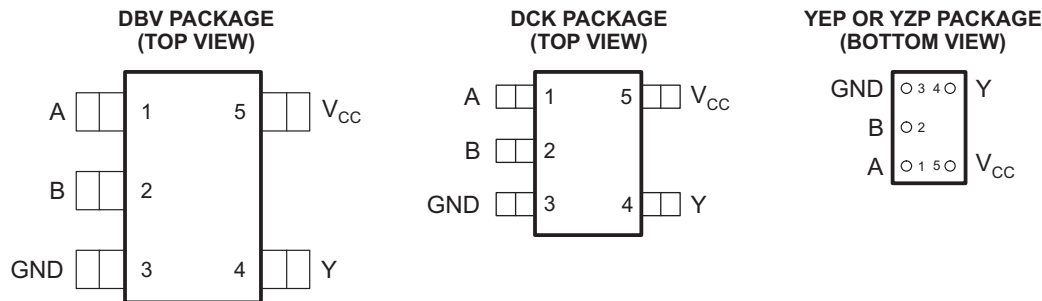 DBV PACKAGE
(TOP VIEW)
A 1 5 VCC
B 2
GND 3 4 Y
DCK PACKAGE
(TOP VIEW)
A 1 5 VCC
B 2
GND 3 4 Y
YEP OR YZP PACKAGE
(BOTTOM VIEW)
GND 3 4 Y
B 2
A 1 5 VCC